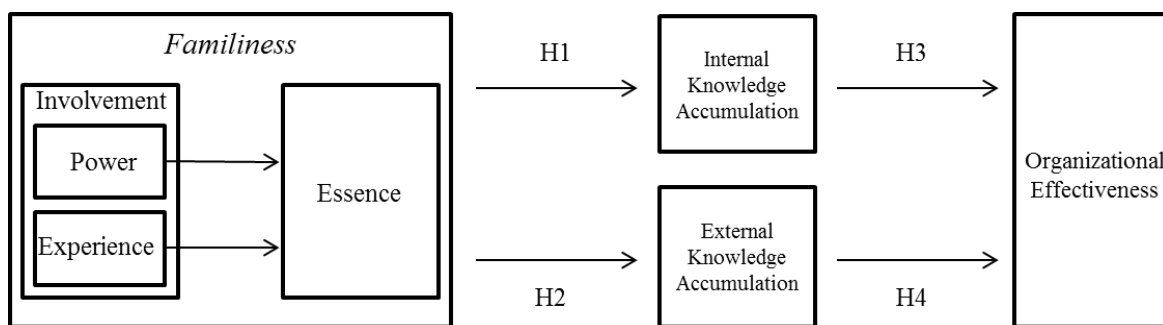 Familiness
Involvement
Power
Experience
Essence
H1
H2
Internal
Knowledge
Accumulation
External
Knowledge
Accumulation
H3
H4
Organizational
Effectiveness